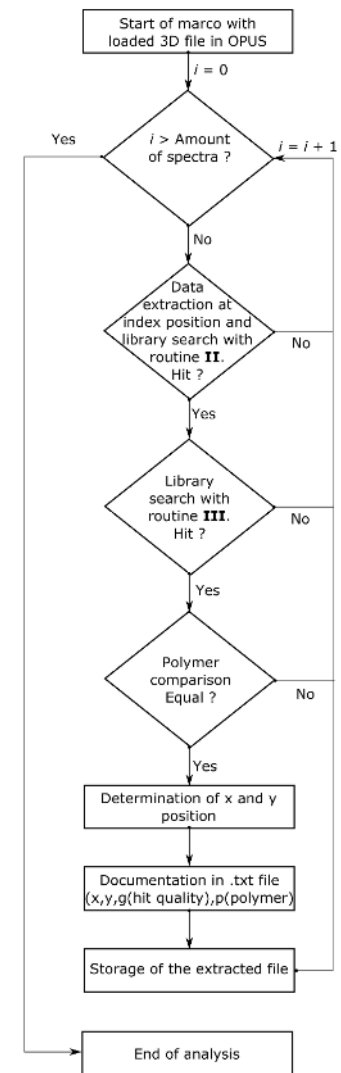 Start of marco with
loaded 3D file in OPUS
i = 0
Yes
i > Amount
of spectra ?
i = i + 1
No
Data
extraction at
index position and
library search with
routine II.
Hit ?
No
Yes
Library
search with
routine III.
Hit ?
No
Yes
Polymer
comparison
Equal ?
No
Yes
Determination of x and y
position
Documentation in .txt file
(x,y,g(hit quality),p(polymer)
Storage of the extracted file
End of analysis